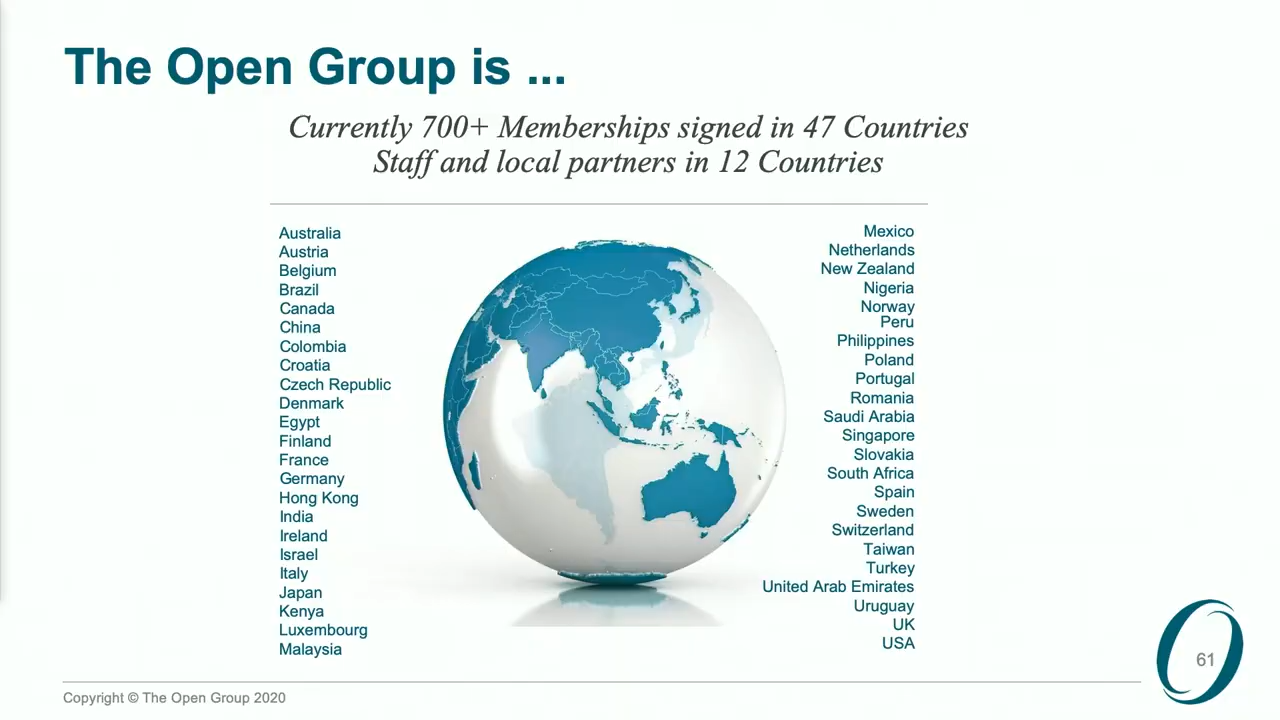 The Open Group is ...
Currently 700+ Memberships signed in 47 Countries
Staff and local partners in 12 Countries
Australia
Austria
Belgium
Brazil
Canada
China
Colombia
Croatia
Czech Republic
Denmark
Egypt
Finland
France
Germany
Hong Kong
India
Ireland
Israel
Italy
Japan
Kenya
Luxembourg
Malaysia
Mexico
Netherlands
New Zealand
Nigeria
Norway
Peru
Philippines
Poland
Portugal
Romania
Saudi Arabia
Singapore
Slovakia
South Africa
Spain
Sweden
Switzerland
Taiwan
Turkey
United Arab Emirates
Uruguay
UK
USA
61
Copyright © The Open Group 2020